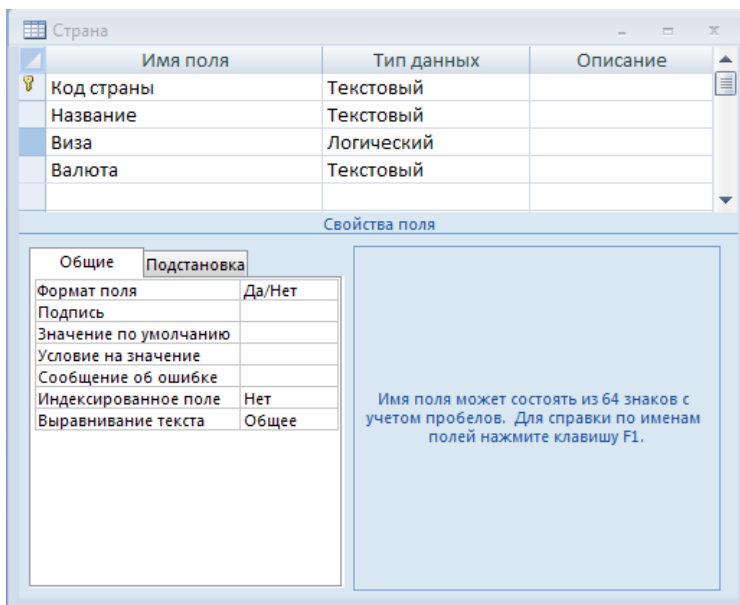 Страна
Имя поля Тип данных Описание
Код страны Текстовый
Название Текстовый
Виза Логический
Валюта Текстовый
Свойства поля
Общие Подстановка
Формат поля Да/Нет
Подпись
Значение по умолчанию
Условие на значение
Сообщение об ошибке
Индексированное поле Нет
Выравнивание текста Общее
Имя поля может состоять из 64 знаков с
учетом пробелов. Для справки по именам
полей нажмите клавишу F1.